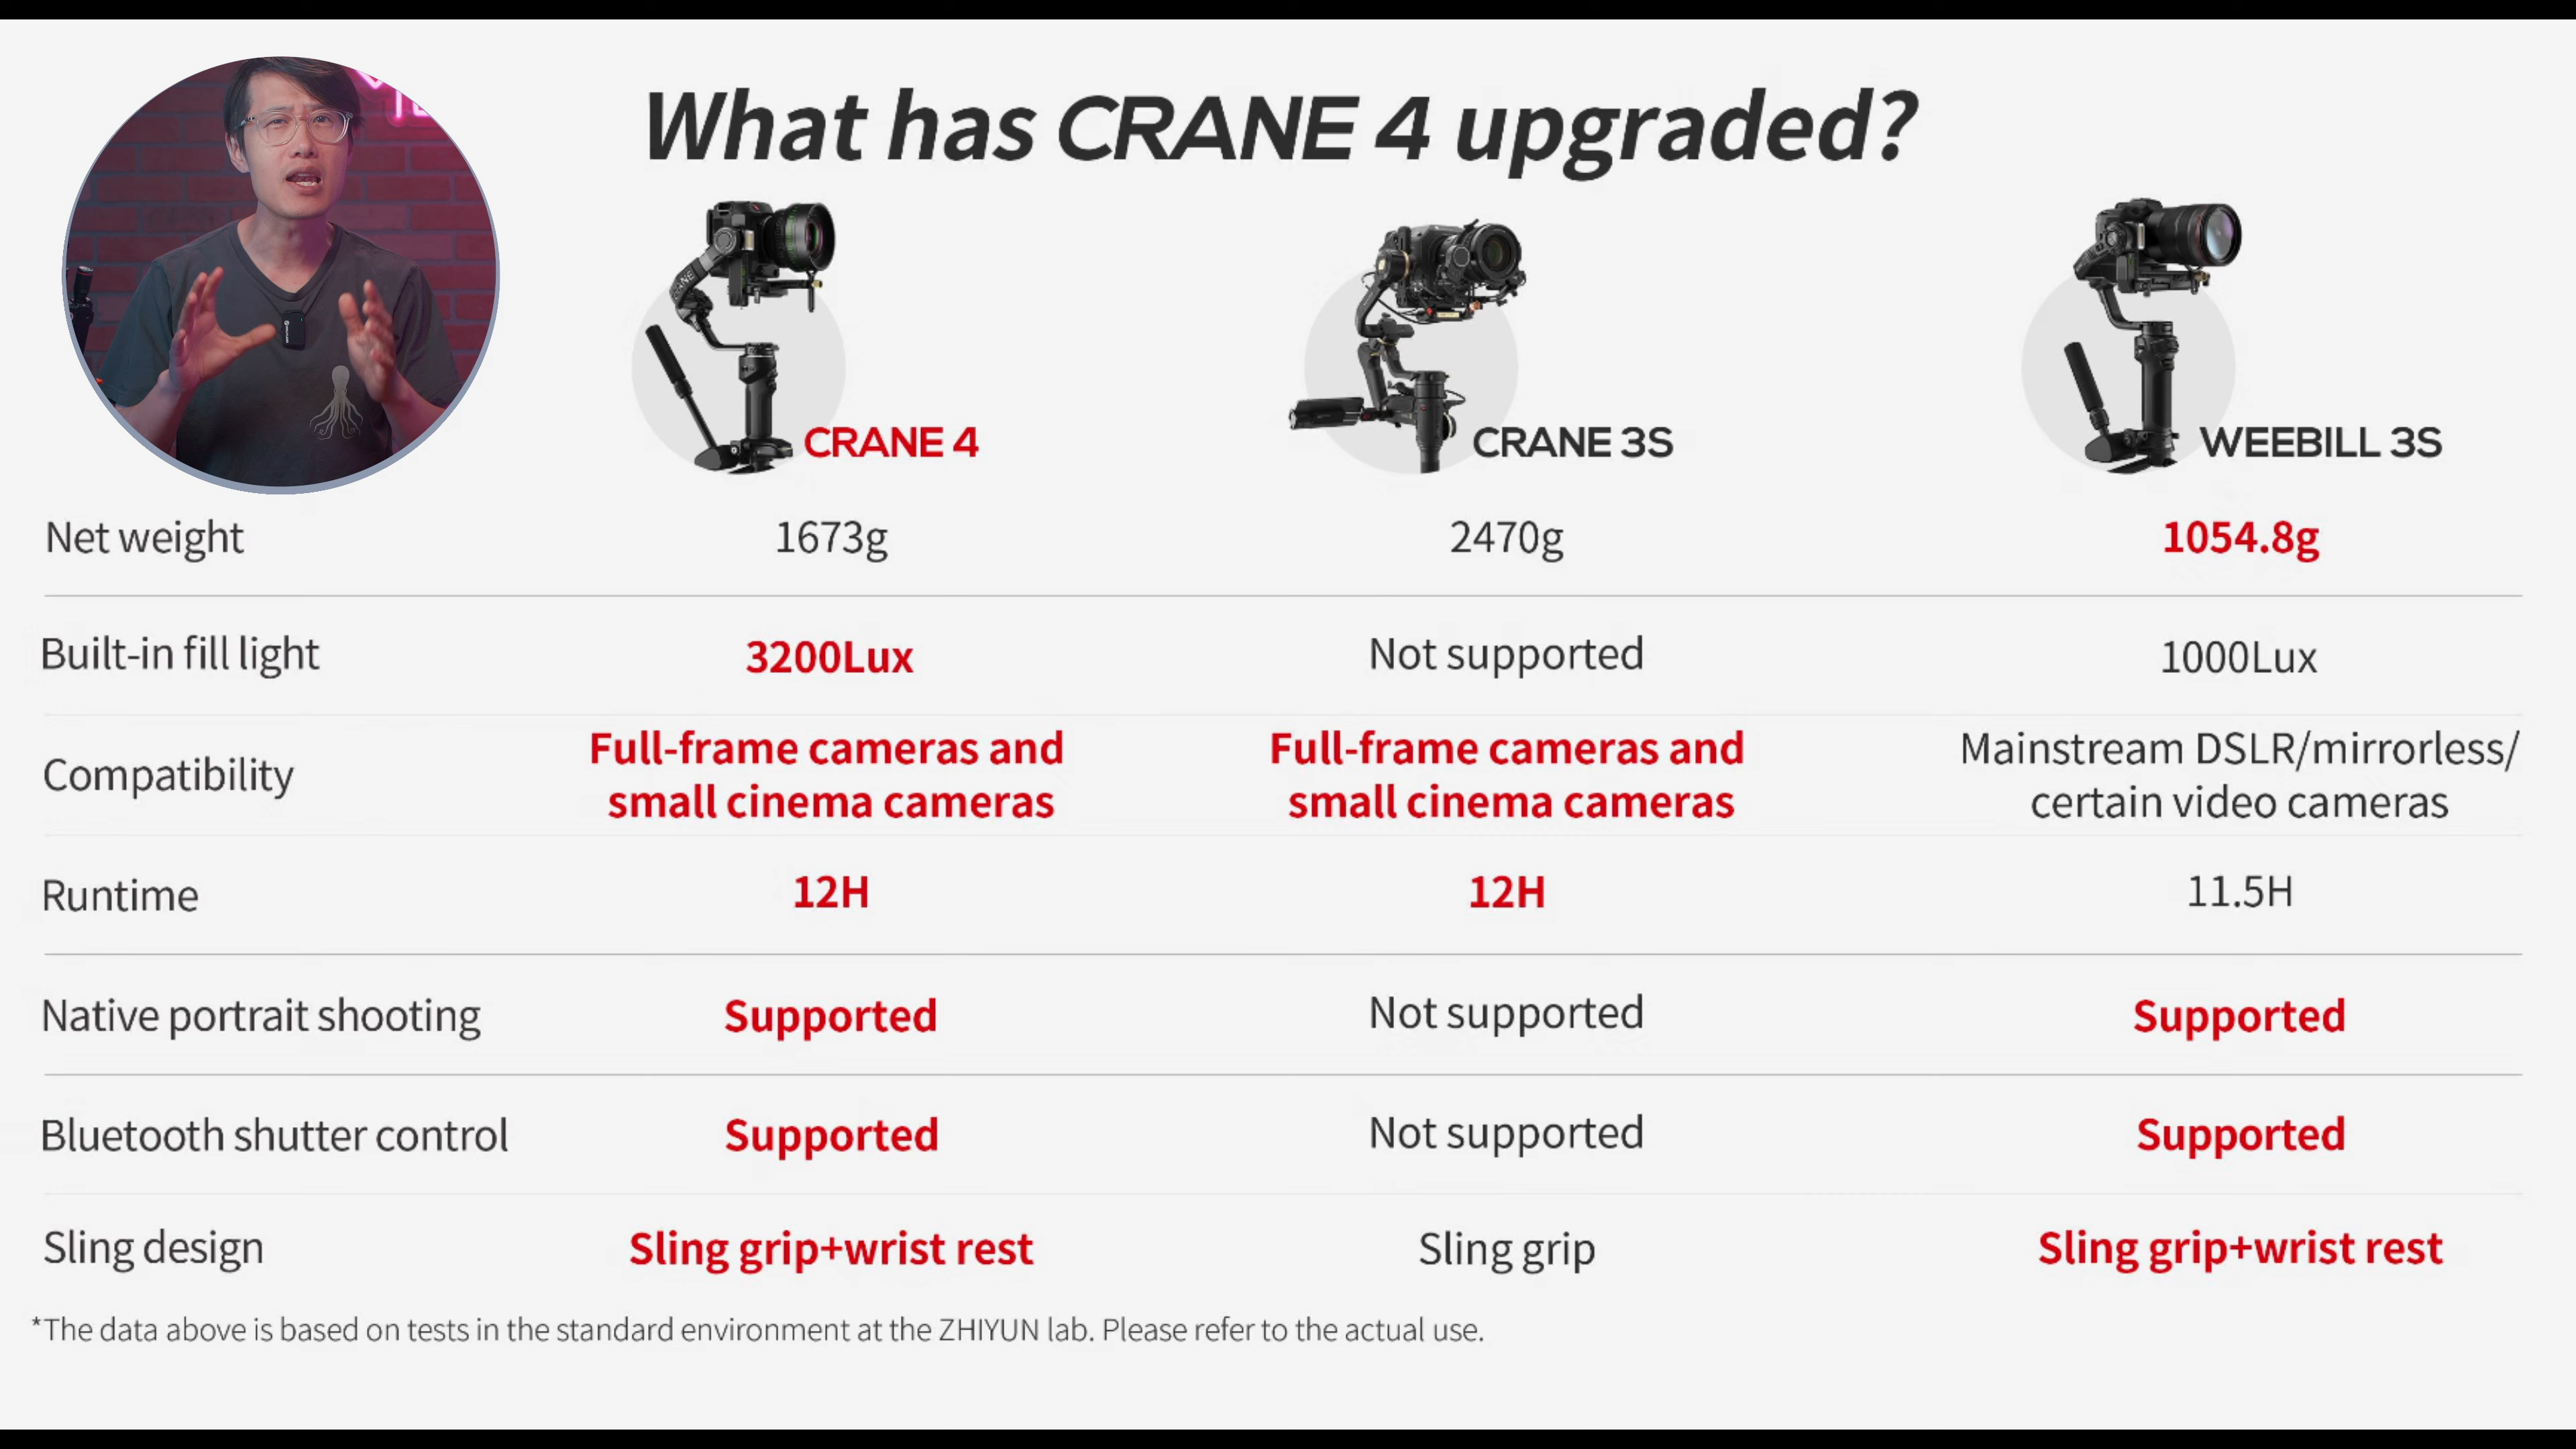 What has CRANE 4 upgraded?
CRANE 4
CRANE 3S
WEEBILL 3S
Net weight 1673g 2470g 1054.8g
Built-in fill light 3200Lux Not supported 1000Lux
Compatibility
Full-frame cameras and
small cinema cameras
Full-frame cameras and
small cinema cameras
Mainstream DSLR/mirrorless/
certain video cameras
Runtime 12H 12H 11.5H
Native portrait shooting Supported Not supported Supported
Bluetooth shutter control Supported Not supported Supported
Sling design Sling grip+wrist rest Sling grip Sling grip+wrist rest
*The data above is based on tests in the standard environment at the ZHIYUN lab. Please refer to the actual use.